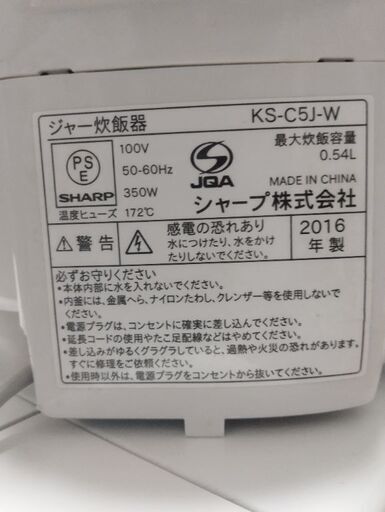 ジャー炊飯器 KS-C5J-W
PS
E
SHARP
100V
50-60Hz
350W
温度ヒューズ 172℃
JQA
最大炊飯容量
0.54L
MADE IN CHINA
シャープ株式会社
⚠警告
感電の恐れあり
水につけたり、水をかけ
たりしないでください。
2016
年製
必ずお守りください
•本体内部に水を入れないでください。
•内釜には、金属へら、ナイロンたわし、クレンザー等を使用しないで
ください。
•電源プラグは、コンセントに確実に差し込んでください。
•延長コードの使用やたこ足配線などはやめてください。
•差し込みがゆるくグラグラしていると、過熱や火災の恐れがあります。
すぐに修理をご依頼ください。
•使用時以外は、電源プラグをコンセントから抜いてください。